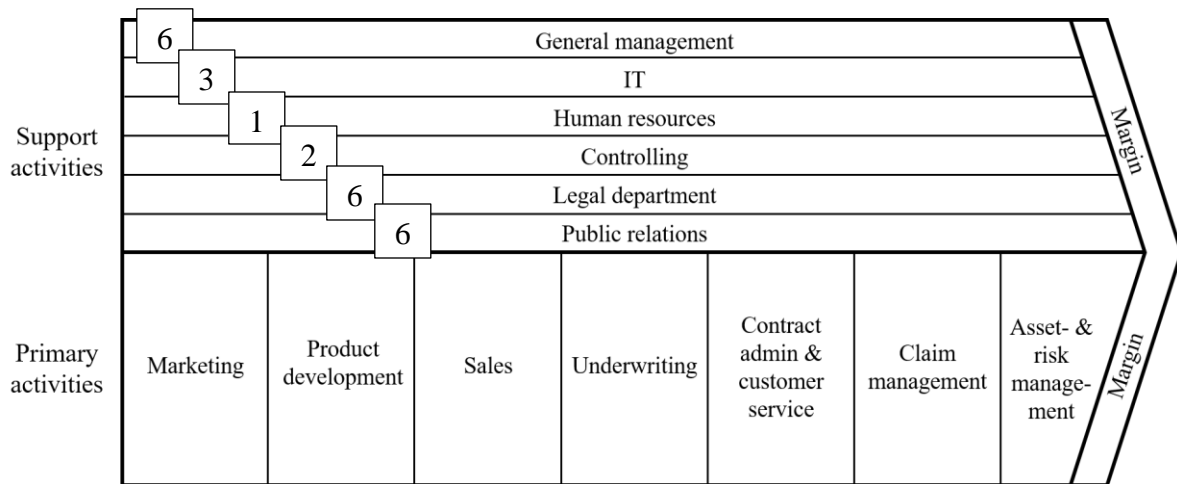 6
General management
3
IT
1
Human resources
2
Controlling
6
Legal department
6
Public relations
Support
activities
Margin
Primary
activities
Marketing
Product
development
Sales
Underwriting
Contract
admin &
customer
service
Claim
management
Asset- &
risk
manage-
ment
Margin